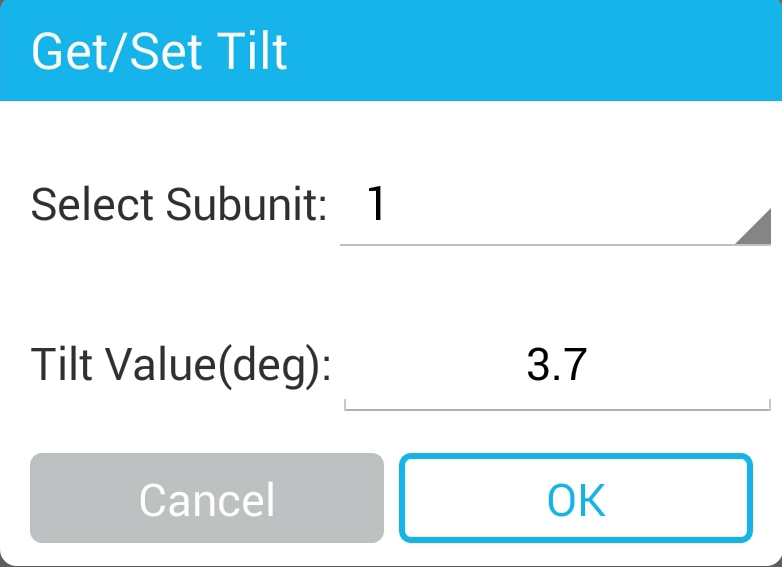 Get/Set Tilt
Select Subunit: 1
Tilt Value(deg): 3.7
Cancel OK